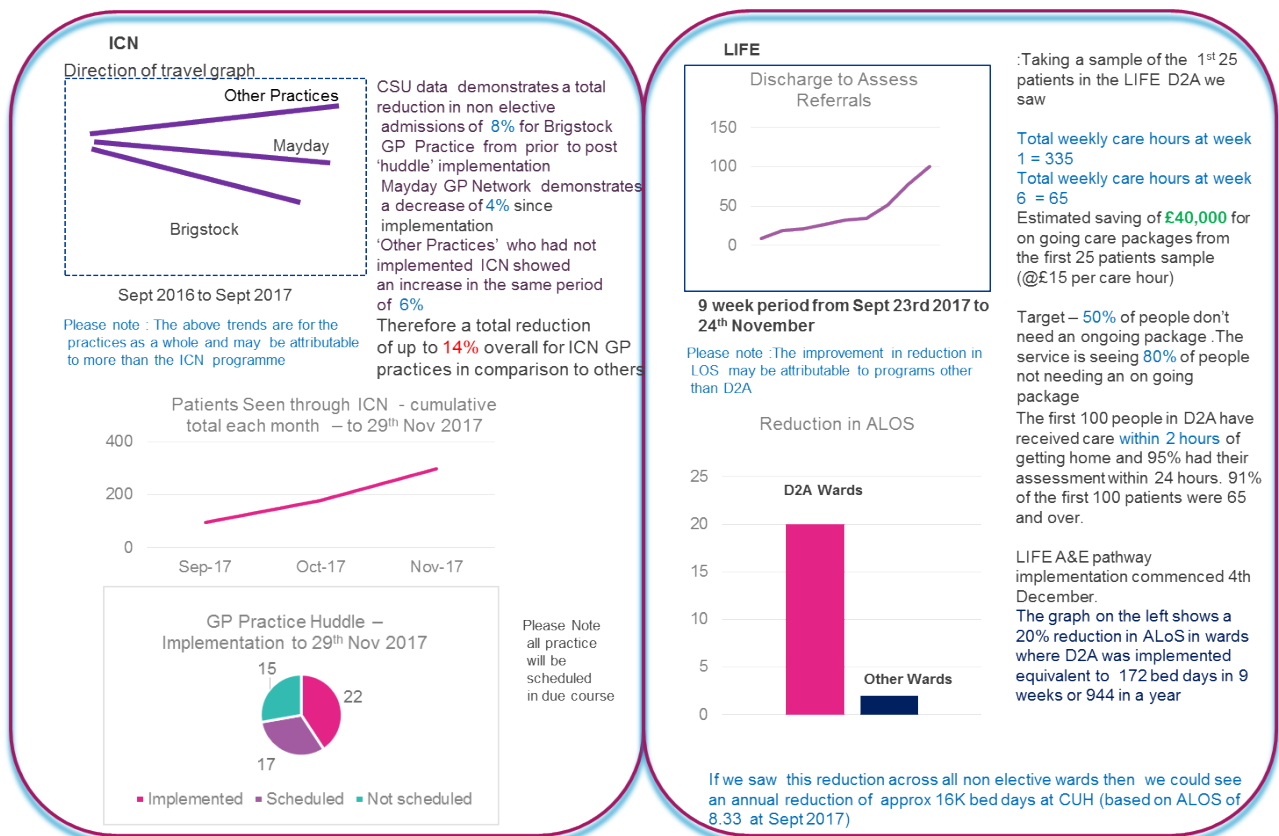 ICN
Direction of travel graph
Other Practices
Mayday
Brigstock
Sept 2016 to Sept 2017
Please note : The above trends are for the
practices as a whole and may be attributable
to more than the ICN programme
CSU data demonstrates a total
reduction in non elective
admissions of 8% for Brigstock
GP Practice from prior to post
‘huddle’ implementation
Mayday GP Network demonstrates
a decrease of 4% since
implementation
‘Other Practices’ who had not
implemented ICN showed
an increase in the same period
of 6%
Therefore a total reduction
of up to 14% overall for ICN GP
practices in comparison to others
Patients Seen through ICN - cumulative
total each month – to 29th Nov 2017
400
200
0
Sep-17 Oct-17 Nov-17
GP Practice Huddle –
Implementation to 29th Nov 2017
15
22
17
Implemented Scheduled Not scheduled
Please Note
all practice
will be
scheduled
in due course
LIFE
Discharge to Assess
Referrals
150
100
50
0
9 week period from Sept 23rd 2017 to
24th November
Please note :The improvement in reduction in
LOS may be attributable to programs other
than D2A
Reduction in ALOS
25
20
15
10
5
0
D2A Wards
Other Wards
:Taking a sample of the 1st 25
patients in the LIFE D2A we
saw
Total weekly care hours at week
1 = 335
Total weekly care hours at week
6 = 65
Estimated saving of £40,000 for
on going care packages from
the first 25 patients sample
(@£15 per care hour)
Target – 50% of people don’t
need an ongoing package .The
service is seeing 80% of people
not needing an on going
package
The first 100 people in D2A have
received care within 2 hours of
getting home and 95% had their
assessment within 24 hours. 91%
of the first 100 patients were 65
and over.
LIFE A&E pathway
implementation commenced 4th
December.
The graph on the left shows a
20% reduction in ALoS in wards
where D2A was implemented
equivalent to 172 bed days in 9
weeks or 944 in a year
If we saw this reduction across all non elective wards then we could see
an annual reduction of approx 16K bed days at CUH (based on ALOS of
8.33 at Sept 2017)